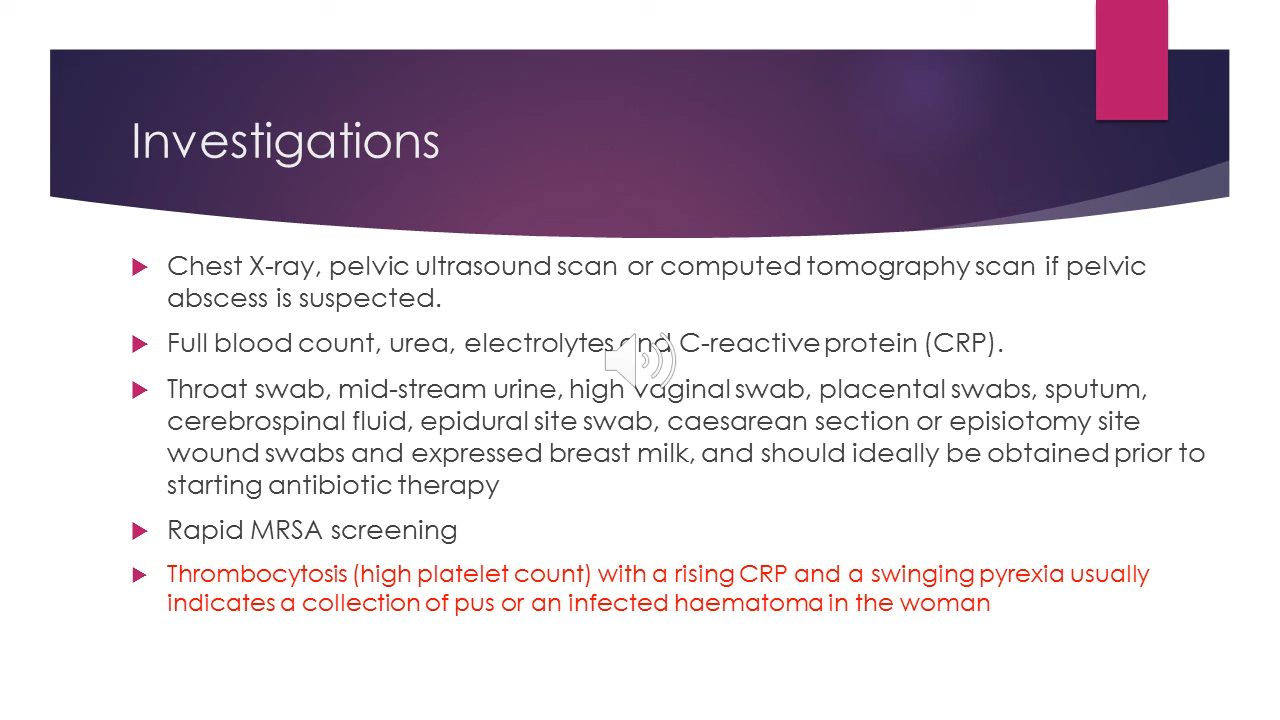 Investigations
Chest X-ray, pelvic ultrasound scan or computed tomography scan if pelvic
abscess is suspected.
Full blood count, urea, electrolytes and C-reactive protein (CRP).
Throat swab, mid-stream urine, high vaginal swab, placental swabs, sputum,
cerebrospinal fluid, epidural site swab, caesarean section or episiotomy site
wound swabs and expressed breast milk, and should ideally be obtained prior to
starting antibiotic therapy
Rapid MRSA screening
Thrombocytosis (high platelet count) with a rising CRP and a swinging pyrexia usually
indicates a collection of pus or an infected haematoma in the woman